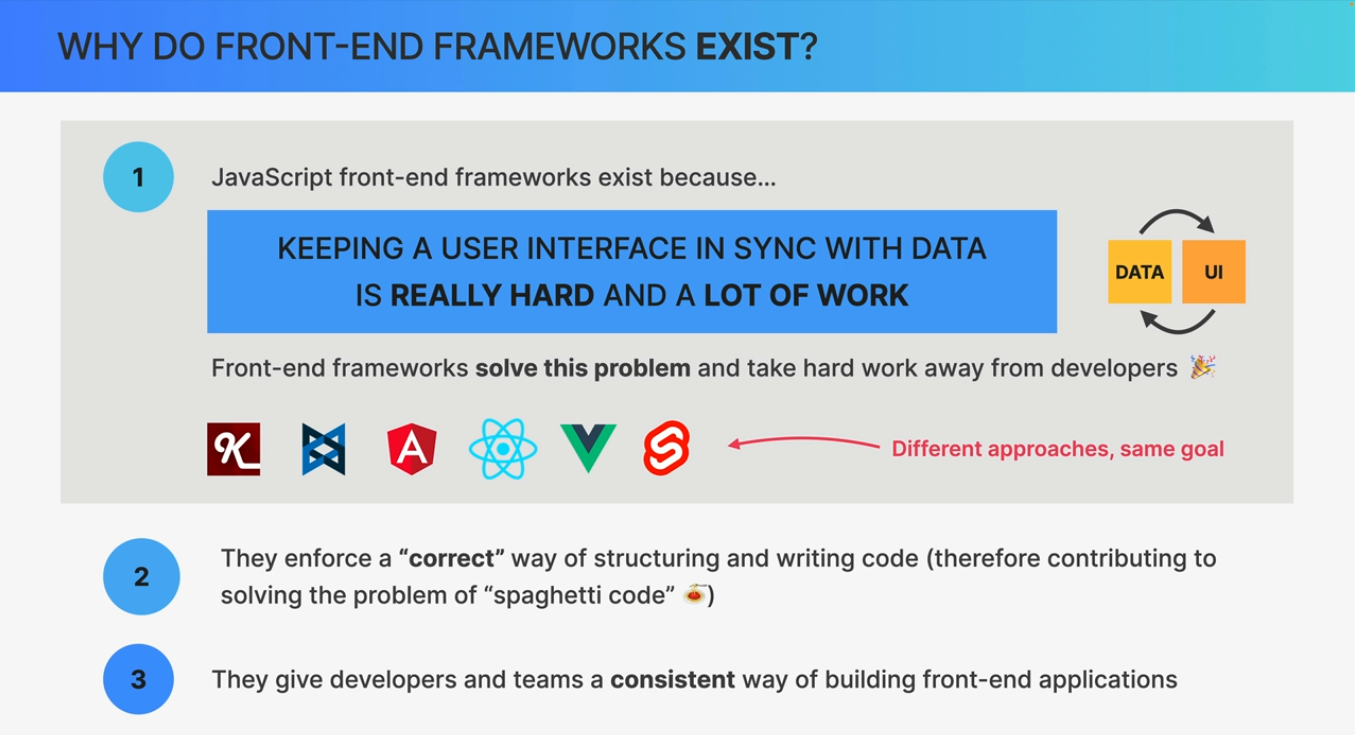 WHY DO FRONT-END FRAMEWORKS EXIST?
1
JavaScript front-end frameworks exist because...
KEEPING A USER INTERFACE IN SYNC WITH DATA
IS REALLY HARD AND A LOT OF WORK
DATA
UI
Front-end frameworks solve this problem and take hard work away from developers 🎉
K
A
Different approaches, same goal
2
They enforce a “correct” way of structuring and writing code (therefore contributing to
solving the problem of “spaghetti code” 🍝)
3
They give developers and teams a consistent way of building front-end applications